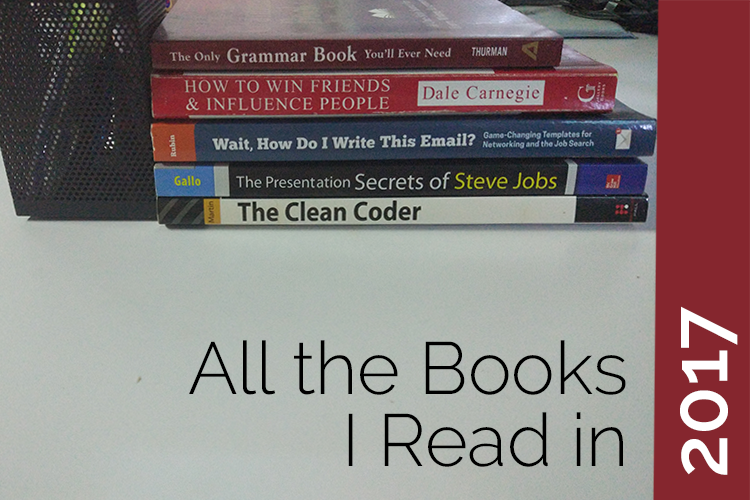 The Only Grammar Book You'll Ever Need THURMAN A
HOW TO WIN FRIENDS
& INFLUENCE PEOPLE
Dale Carnegie
G
Rubin
Wait, How Do I Write This Email?
Game-Changing Templates for
Networking and the Job Search
Gallo
The Presentation Secrets of Steve Jobs
Martin
The Clean Coder
All the Books
I Read in
2017